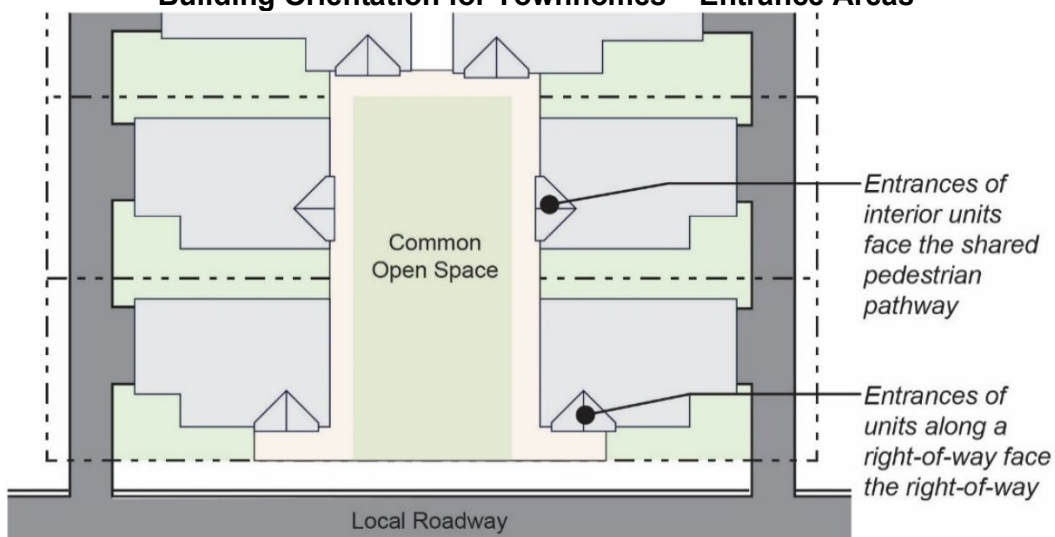 Building Orientation for Townhomes – Entrance Areas
Entrances of
interior units
face the shared
pedestrian
pathway
Common
Open Space
Entrances of
units along a
right-of-way face
the right-of-way
Local Roadway